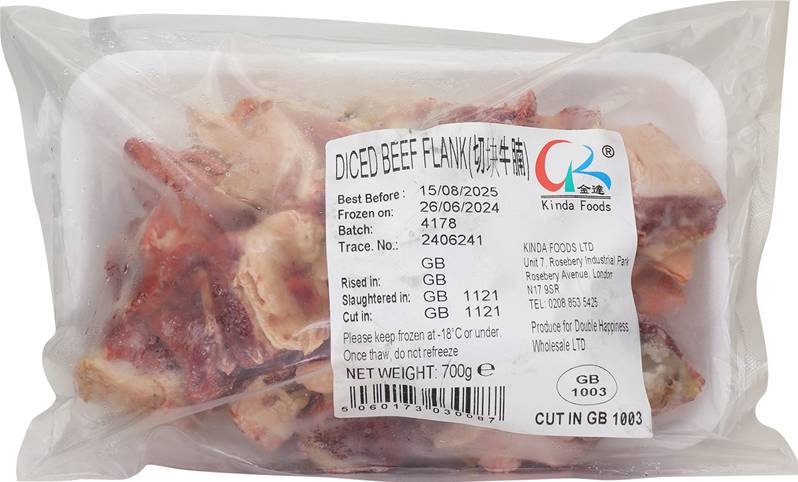 DICED BEEF FLANK(切块牛腩)
Best Before: 15/08/2025
Frozen on: 26/06/2024
Batch: 4178
Trace. No.: 2406241
GB
Rised in: GB
Slaughtered in: GB 1121
Cut in: GB 1121
Please keep frozen at -18°C or under.
Once thaw, do not refreeze
NET WEIGHT: 700g ℮
5 060173 030087
®
金達
Kinda Foods
KINDA FOODS LTD
Unit 7, Rosebery Industrial Park
Rosebery Avenue, London
N17 9SR
TEL: 0208 853 5425
Produce for Double Happiness
Wholesale LTD
GB
1003
CUT IN GB 1003